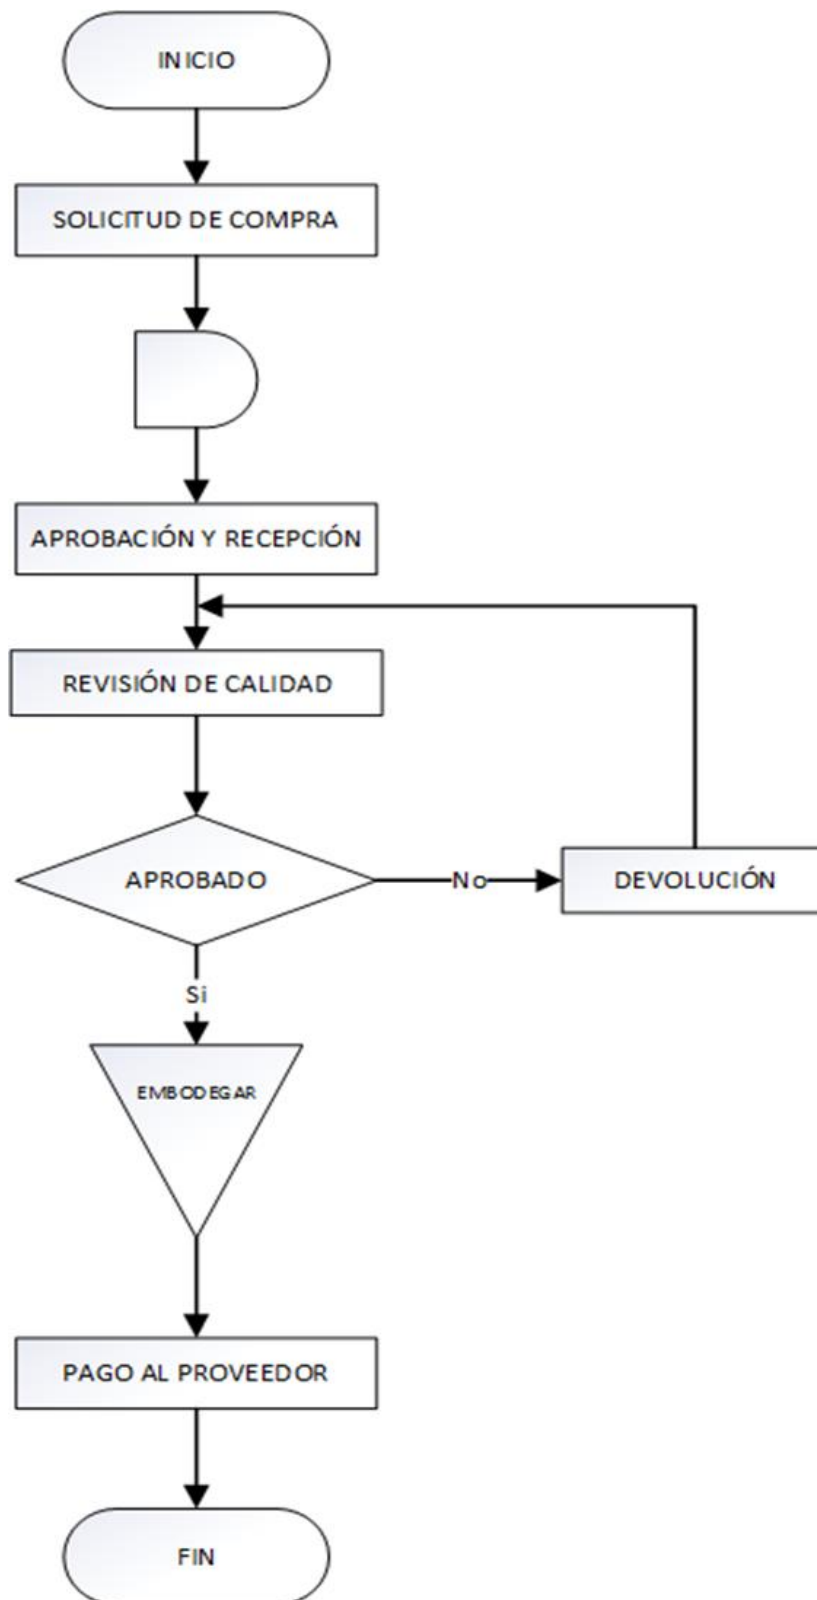 INICIO
SOLICITUD DE COMPRA
APROBACIÓN Y RECEPCIÓN
REVISIÓN DE CALIDAD
APROBADO
No
DEVOLUCIÓN
Si
EMBODEGAR
PAGO AL PROVEEDOR
FIN